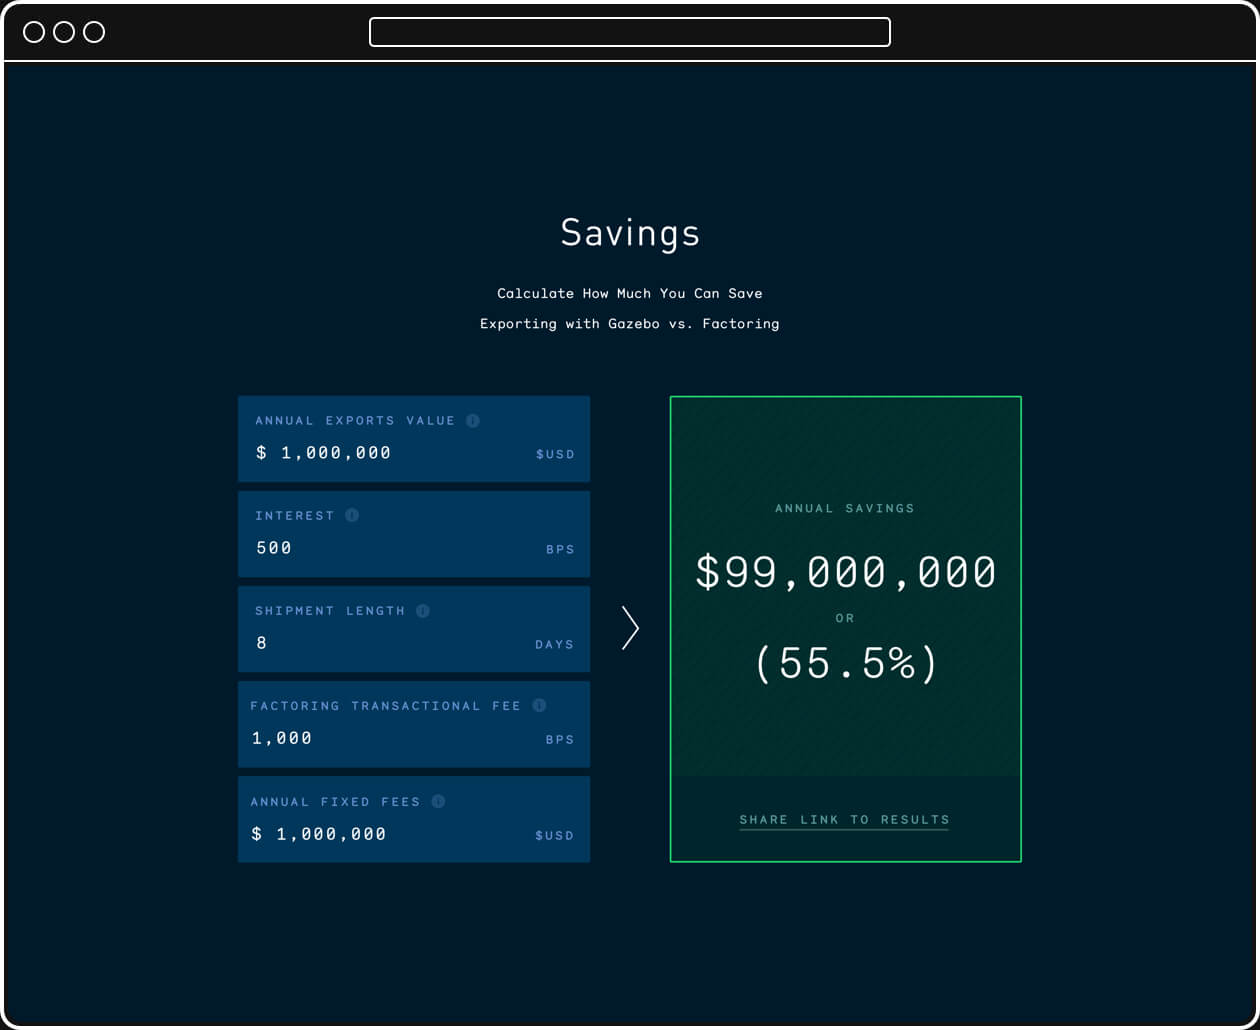 Savings
Calculate How Much You Can Save
Exporting with Gazebo vs. Factoring
ANNUAL EXPORTS VALUE
$ 1,000,000 $USD
INTEREST
500 BPS
SHIPMENT LENGTH
8 DAYS
FACTORING TRANSACTIONAL FEE
1,000 BPS
ANNUAL FIXED FEES
$ 1,000,000 $USD
ANNUAL SAVINGS
$99,000,000
OR
(55.5%)
SHARE LINK TO RESULTS